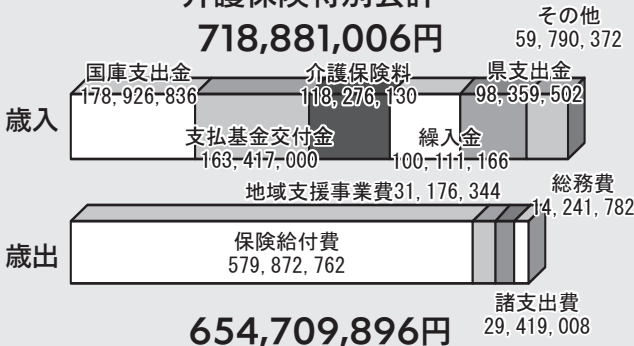 介護保険特別会計
718,881,006円
その他
59,790,372
国庫支出金
178,926,836
介護保険料
118,276,130
県支出金
98,359,502
歳入
支払基金交付金
163,417,000
繰入金
100,111,166
地域支援事業費31,176,344
総務費
14,241,782
歳出
保険給付費
579,872,762
諸支出費
29,419,008
654,709,896円